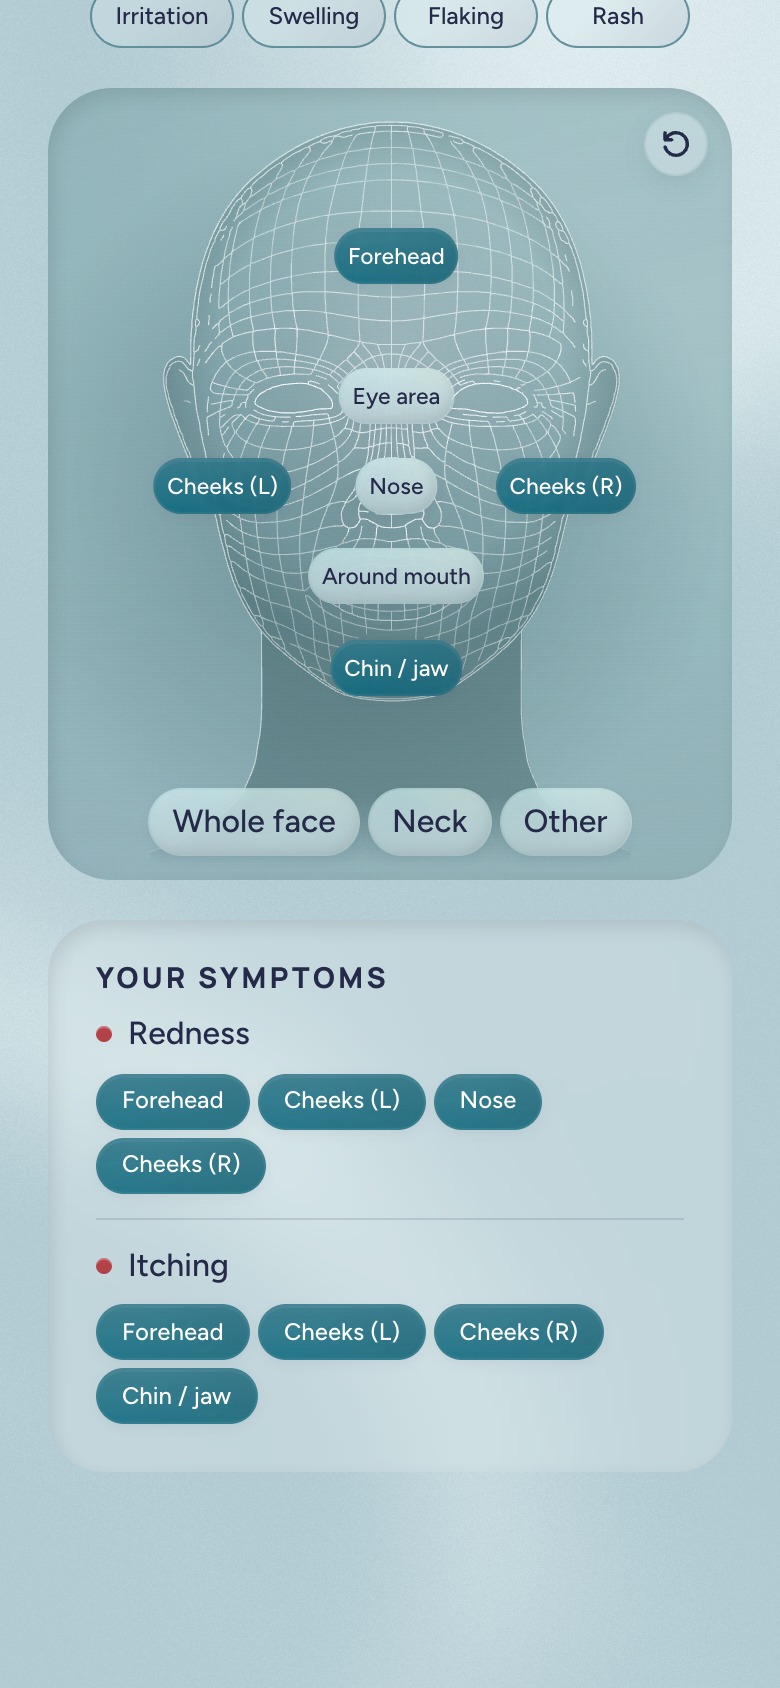 Irritation Swelling Flaking Rash
Forehead
Eye area
Cheeks (L) Nose Cheeks (R)
Around mouth
Chin / jaw
Whole face Neck Other
YOUR SYMPTOMS
Redness
Forehead Cheeks (L) Nose
Cheeks (R)
Itching
Forehead Cheeks (L) Cheeks (R)
Chin / jaw